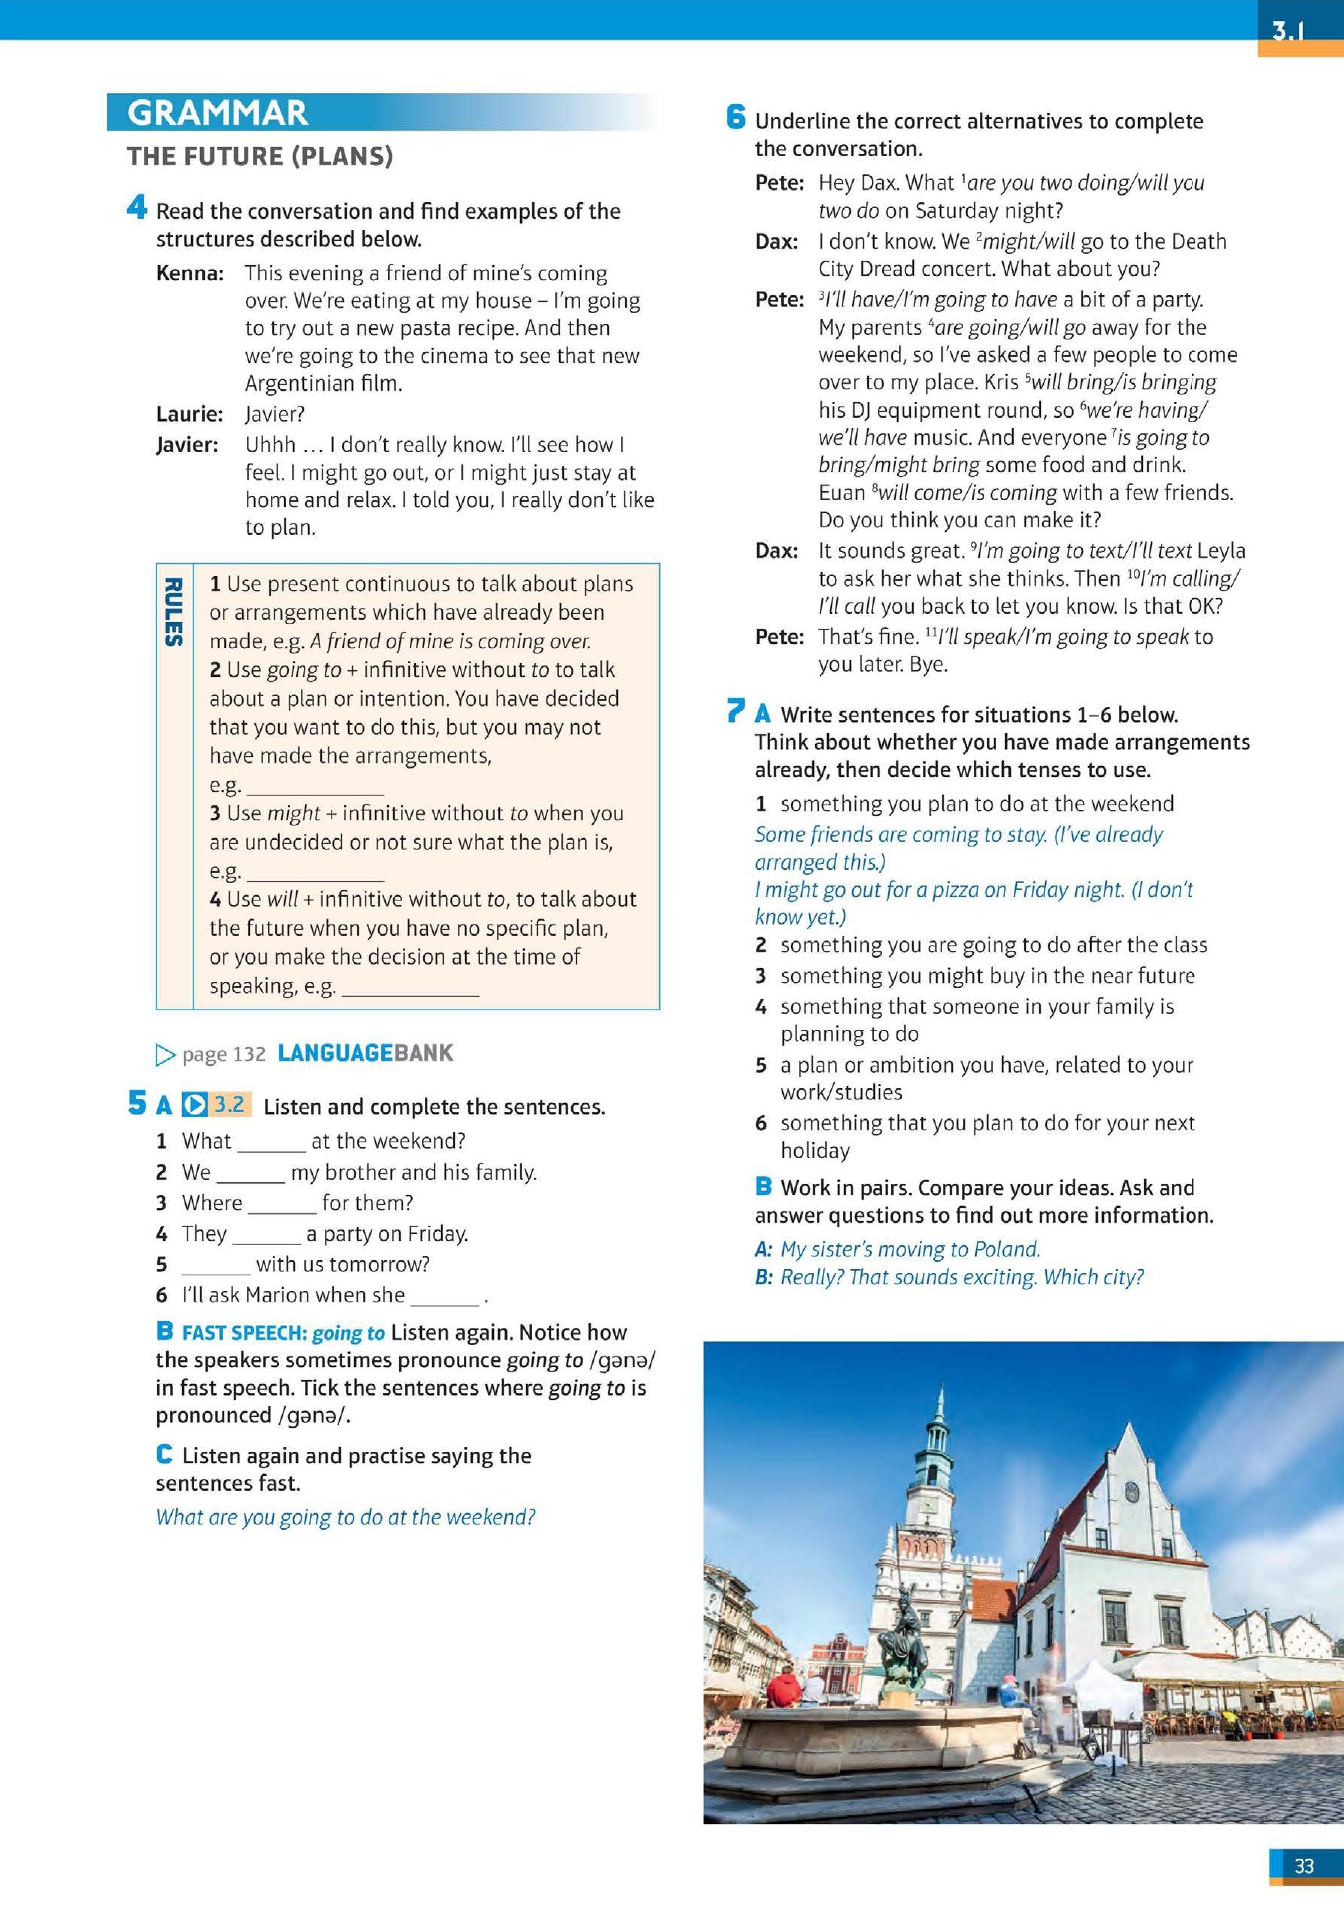 3.1
GRAMMAR
THE FUTURE (PLANS)
4 Read the conversation and find examples of the
structures described below.
Kenna: This evening a friend of mine's coming
over. We're eating at my house – I'm going
to try out a new pasta recipe. And then
we're going to the cinema to see that new
Argentinian film.
Laurie: Javier?
Javier: Uhhh ... I don't really know. I'll see how I
feel. I might go out, or I might just stay at
home and relax. I told you, I really don't like
to plan.
RULES
1 Use present continuous to talk about plans
or arrangements which have already been
made, e.g. A friend of mine is coming over.
2 Use going to + infinitive without to to talk
about a plan or intention. You have decided
that you want to do this, but you may not
have made the arrangements,
e.g. ____________
3 Use might + infinitive without to when you
are undecided or not sure what the plan is,
e.g. ____________
4 Use will + infinitive without to, to talk about
the future when you have no specific plan,
or you make the decision at the time of
speaking, e.g. ____________
page 132 LANGUAGEBANK
5 A 3.2 Listen and complete the sentences.
1 What ______ at the weekend?
2 We ______ my brother and his family.
3 Where ______ for them?
4 They ______ a party on Friday.
5 ______ with us tomorrow?
6 I'll ask Marion when she ______ .
B FAST SPEECH: going to Listen again. Notice how
the speakers sometimes pronounce going to /gənə/
in fast speech. Tick the sentences where going to is
pronounced /gənə/.
C Listen again and practise saying the
sentences fast.
What are you going to do at the weekend?
6 Underline the correct alternatives to complete
the conversation.
Pete: Hey Dax. What ¹are you two doing/will you
two do on Saturday night?
Dax: I don't know. We ²might/will go to the Death
City Dread concert. What about you?
Pete: ³I'll have/I'm going to have a bit of a party.
My parents ⁴are going/will go away for the
weekend, so I've asked a few people to come
over to my place. Kris ⁵will bring/is bringing
his DJ equipment round, so ⁶we're having/
we'll have music. And everyone ⁷is going to
bring/might bring some food and drink.
Euan ⁸will come/is coming with a few friends.
Do you think you can make it?
Dax: It sounds great. ⁹I'm going to text/I'll text Leyla
to ask her what she thinks. Then ¹⁰I'm calling/
I'll call you back to let you know. Is that OK?
Pete: That's fine. ¹¹I'll speak/I'm going to speak to
you later. Bye.
7 A Write sentences for situations 1–6 below.
Think about whether you have made arrangements
already, then decide which tenses to use.
1 something you plan to do at the weekend
Some friends are coming to stay. (I've already
arranged this.)
I might go out for a pizza on Friday night. (I don't
know yet.)
2 something you are going to do after the class
3 something you might buy in the near future
4 something that someone in your family is
planning to do
5 a plan or ambition you have, related to your
work/studies
6 something that you plan to do for your next
holiday
B Work in pairs. Compare your ideas. Ask and
answer questions to find out more information.
A: My sister's moving to Poland.
B: Really? That sounds exciting. Which city?
33